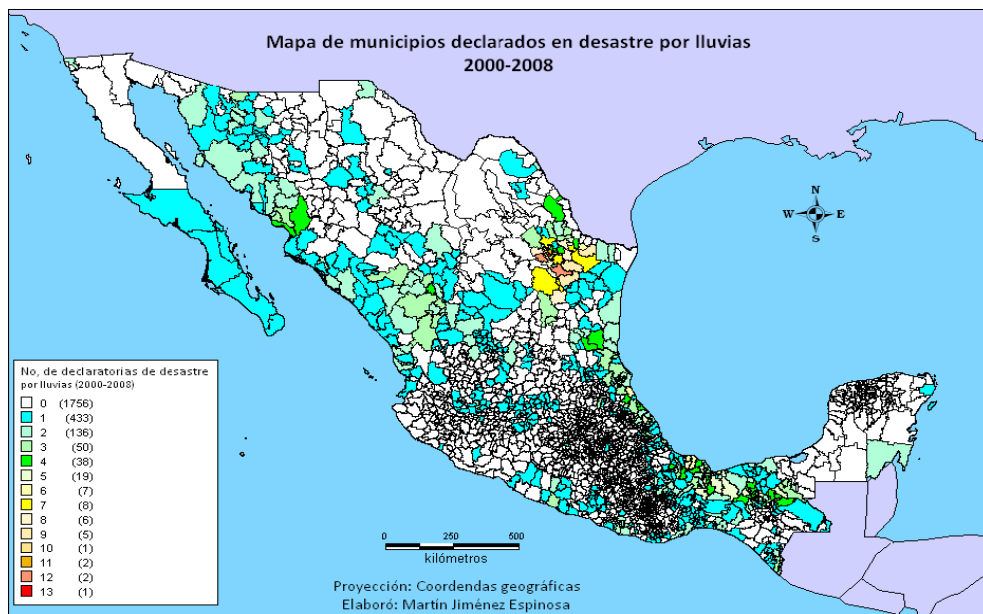 Mapa de municipios declarados en desastre por lluvias
2000-2008
N
W E
S
No, de declaratorias de desastre
por lluvias (2000-2008)
0 (1756)
1 (433)
2 (136)
3 (50)
4 (38)
5 (19)
6 (7)
7 (8)
8 (6)
9 (5)
10 (1)
11 (2)
12 (2)
13 (1)
0 250 500
kilómetros
Proyección: Coordendas geográficas
Elaboró: Martín Jiménez Espinosa